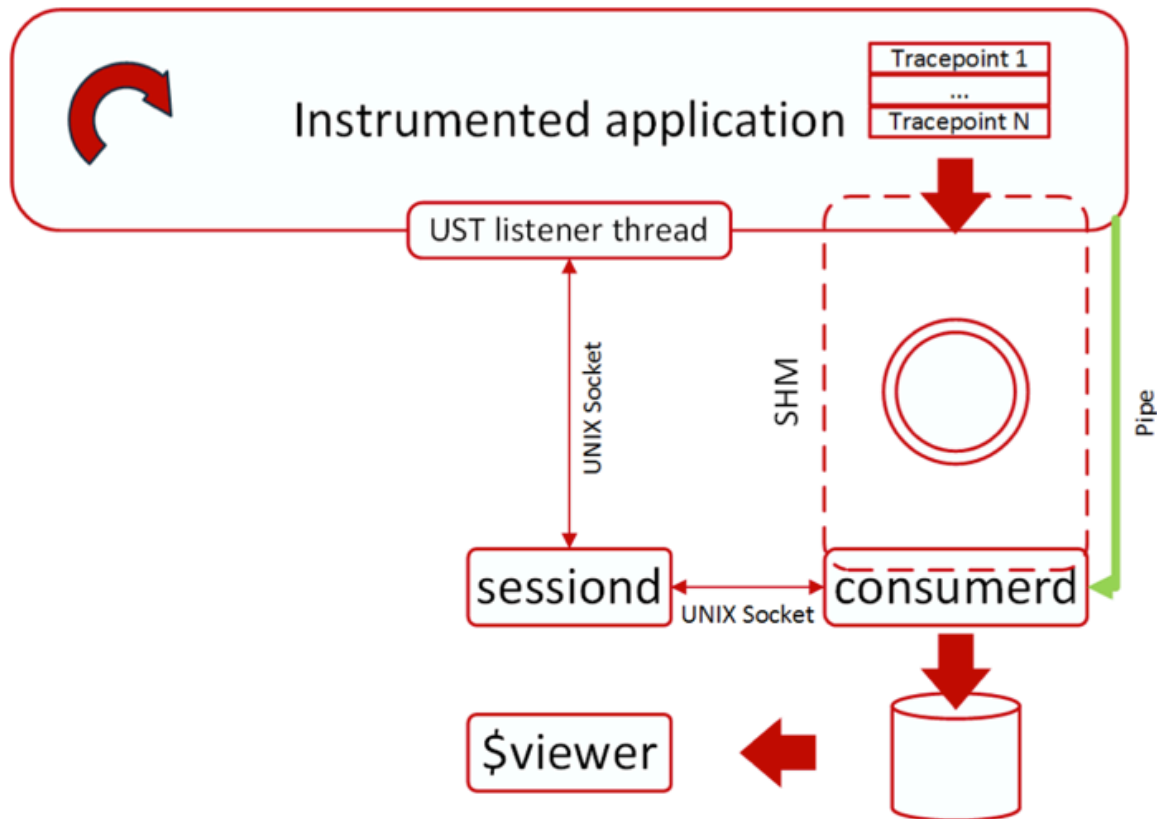 Tracepoint 1
...
Tracepoint N
Instrumented application
UST listener thread
UNIX Socket
SHM
Pipe
sessiond
UNIX Socket
consumerd
$viewer